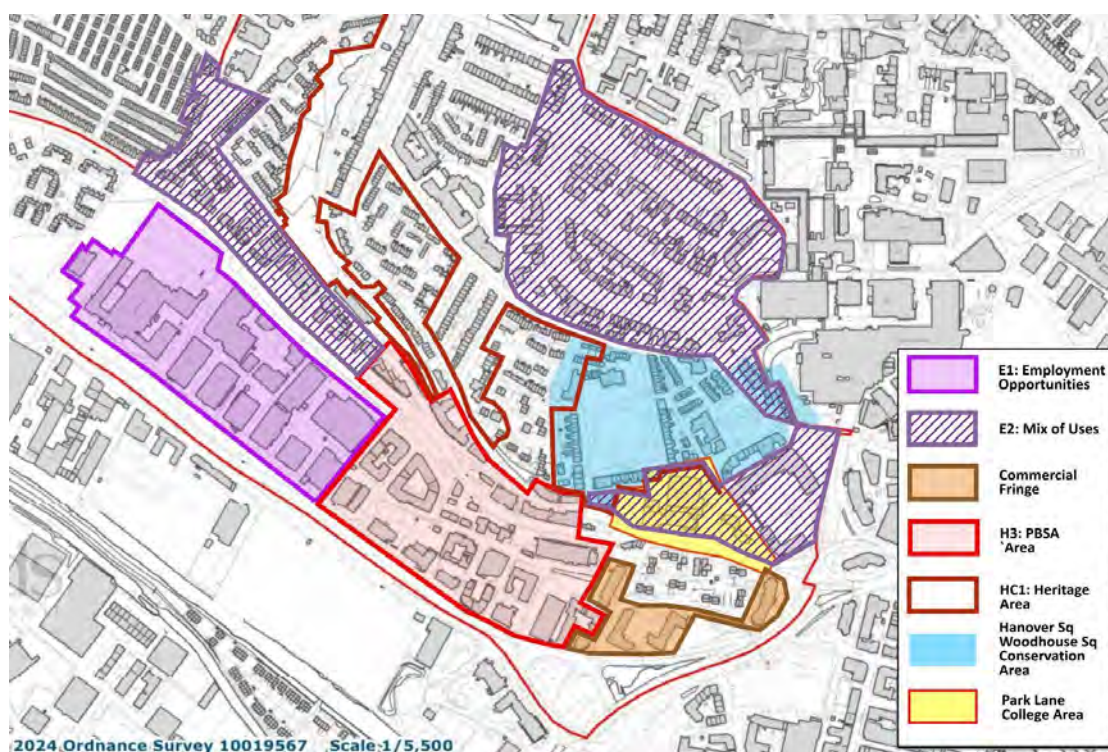 E1: Employment
Opportunities
E2: Mix of Uses
Commercial
Fringe
H3: PBSA
`Area
HC1: Heritage
Area
Hanover Sq
Woodhouse Sq
Conservation
Area
Park Lane
College Area
2024 Ordnance Survey 10019567 Scale:1/5,500